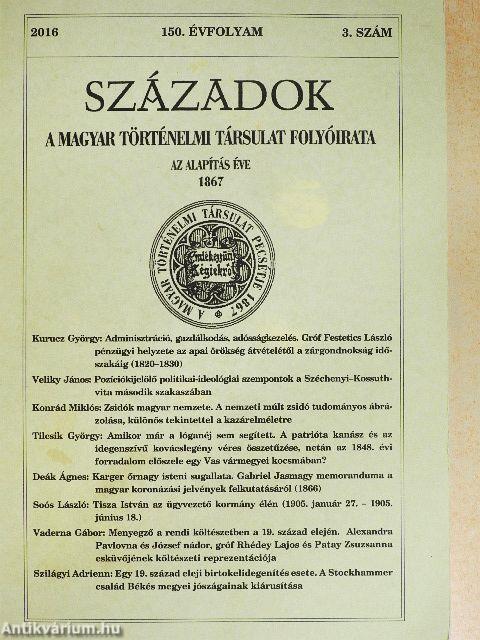 2016 150. ÉVFOLYAM 3. SZÁM
SZÁZADOK
A MAGYAR TÖRTÉNELMI TÁRSULAT FOLYÓIRATA
AZ ALAPÍTÁS ÉVE
1867
A MAGYAR TÖRTÉNELMI TÁRSULAT PECSÉTJE 1867
Emlékezzünk
Régiekről
Kurucz György: Adminisztráció, gazdálkodás, adósságkezelés. Gróf Festetics László
pénzügyi helyzete az apai örökség átvételétől a zárgondnokság idő-
szakáig (1820–1830)
Veliky János: Pozíciókijelölő politikai-ideológiai szempontok a Széchenyi–Kossuth-
vita második szakaszában
Konrád Miklós: Zsidók magyar nemzete. A nemzeti múlt zsidó tudományos ábrá-
zolása, különös tekintettel a kazárelméletre
Tilcsik György: Amikor már a lóganéj sem segített. A patrióta kanász és az
idegenszívű kovácslegény véres összetűzése, netán az 1848. évi
forradalom előszele egy Vas vármegyei kocsmában?
Deák Ágnes: Karger őrnagy isteni sugallata. Gabriel Jasmagy memoranduma a
magyar koronázási jelvények felkutatásáról (1866)
Soós László: Tisza István az ügyvezető kormány élén (1905. január 27. – 1905.
június 18.)
Vaderna Gábor: Menyegző a rendi költészetben a 19. század elején. Alexandra
Pavlovna és József nádor, gróf Rhédey Lajos és Patay Zsuzsanna
esküvőjének költészeti reprezentációja
Szilágyi Adrienn: Egy 19. század eleji birtokelidegenítés esete. A Stockhammer
család Békés megyei jószágainak kiárusítása
Antikvárium.hu